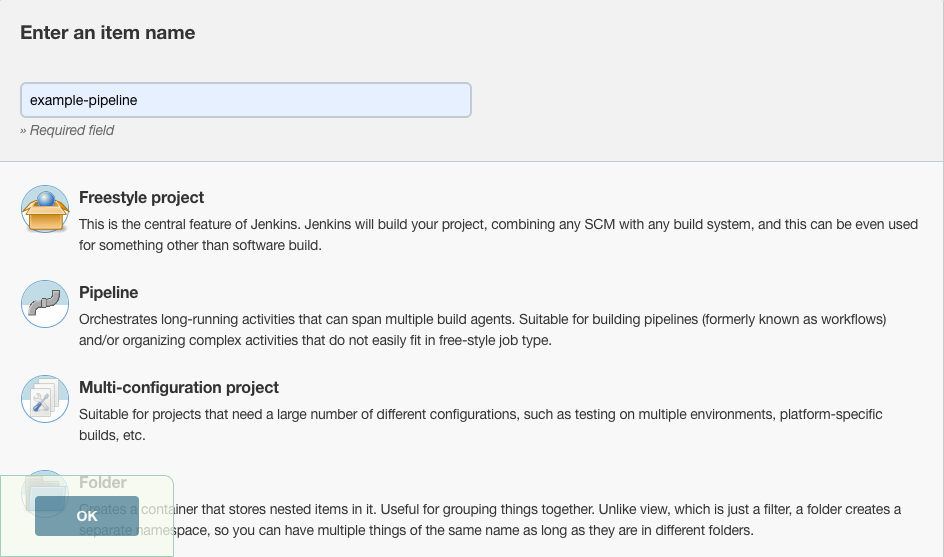 Enter an item name
example-pipeline
» Required field
Freestyle project
This is the central feature of Jenkins. Jenkins will build your project, combining any SCM with any build system, and this can be even used
for something other than software build.
Pipeline
Orchestrates long-running activities that can span multiple build agents. Suitable for building pipelines (formerly known as workflows)
and/or organizing complex activities that do not easily fit in free-style job type.
Multi-configuration project
Suitable for projects that need a large number of different configurations, such as testing on multiple environments, platform-specific
builds, etc.
Folder
Creates a container that stores nested items in it. Useful for grouping things together. Unlike view, which is just a filter, a folder creates a
separate namespace, so you can have multiple things of the same name as long as they are in different folders.
OK